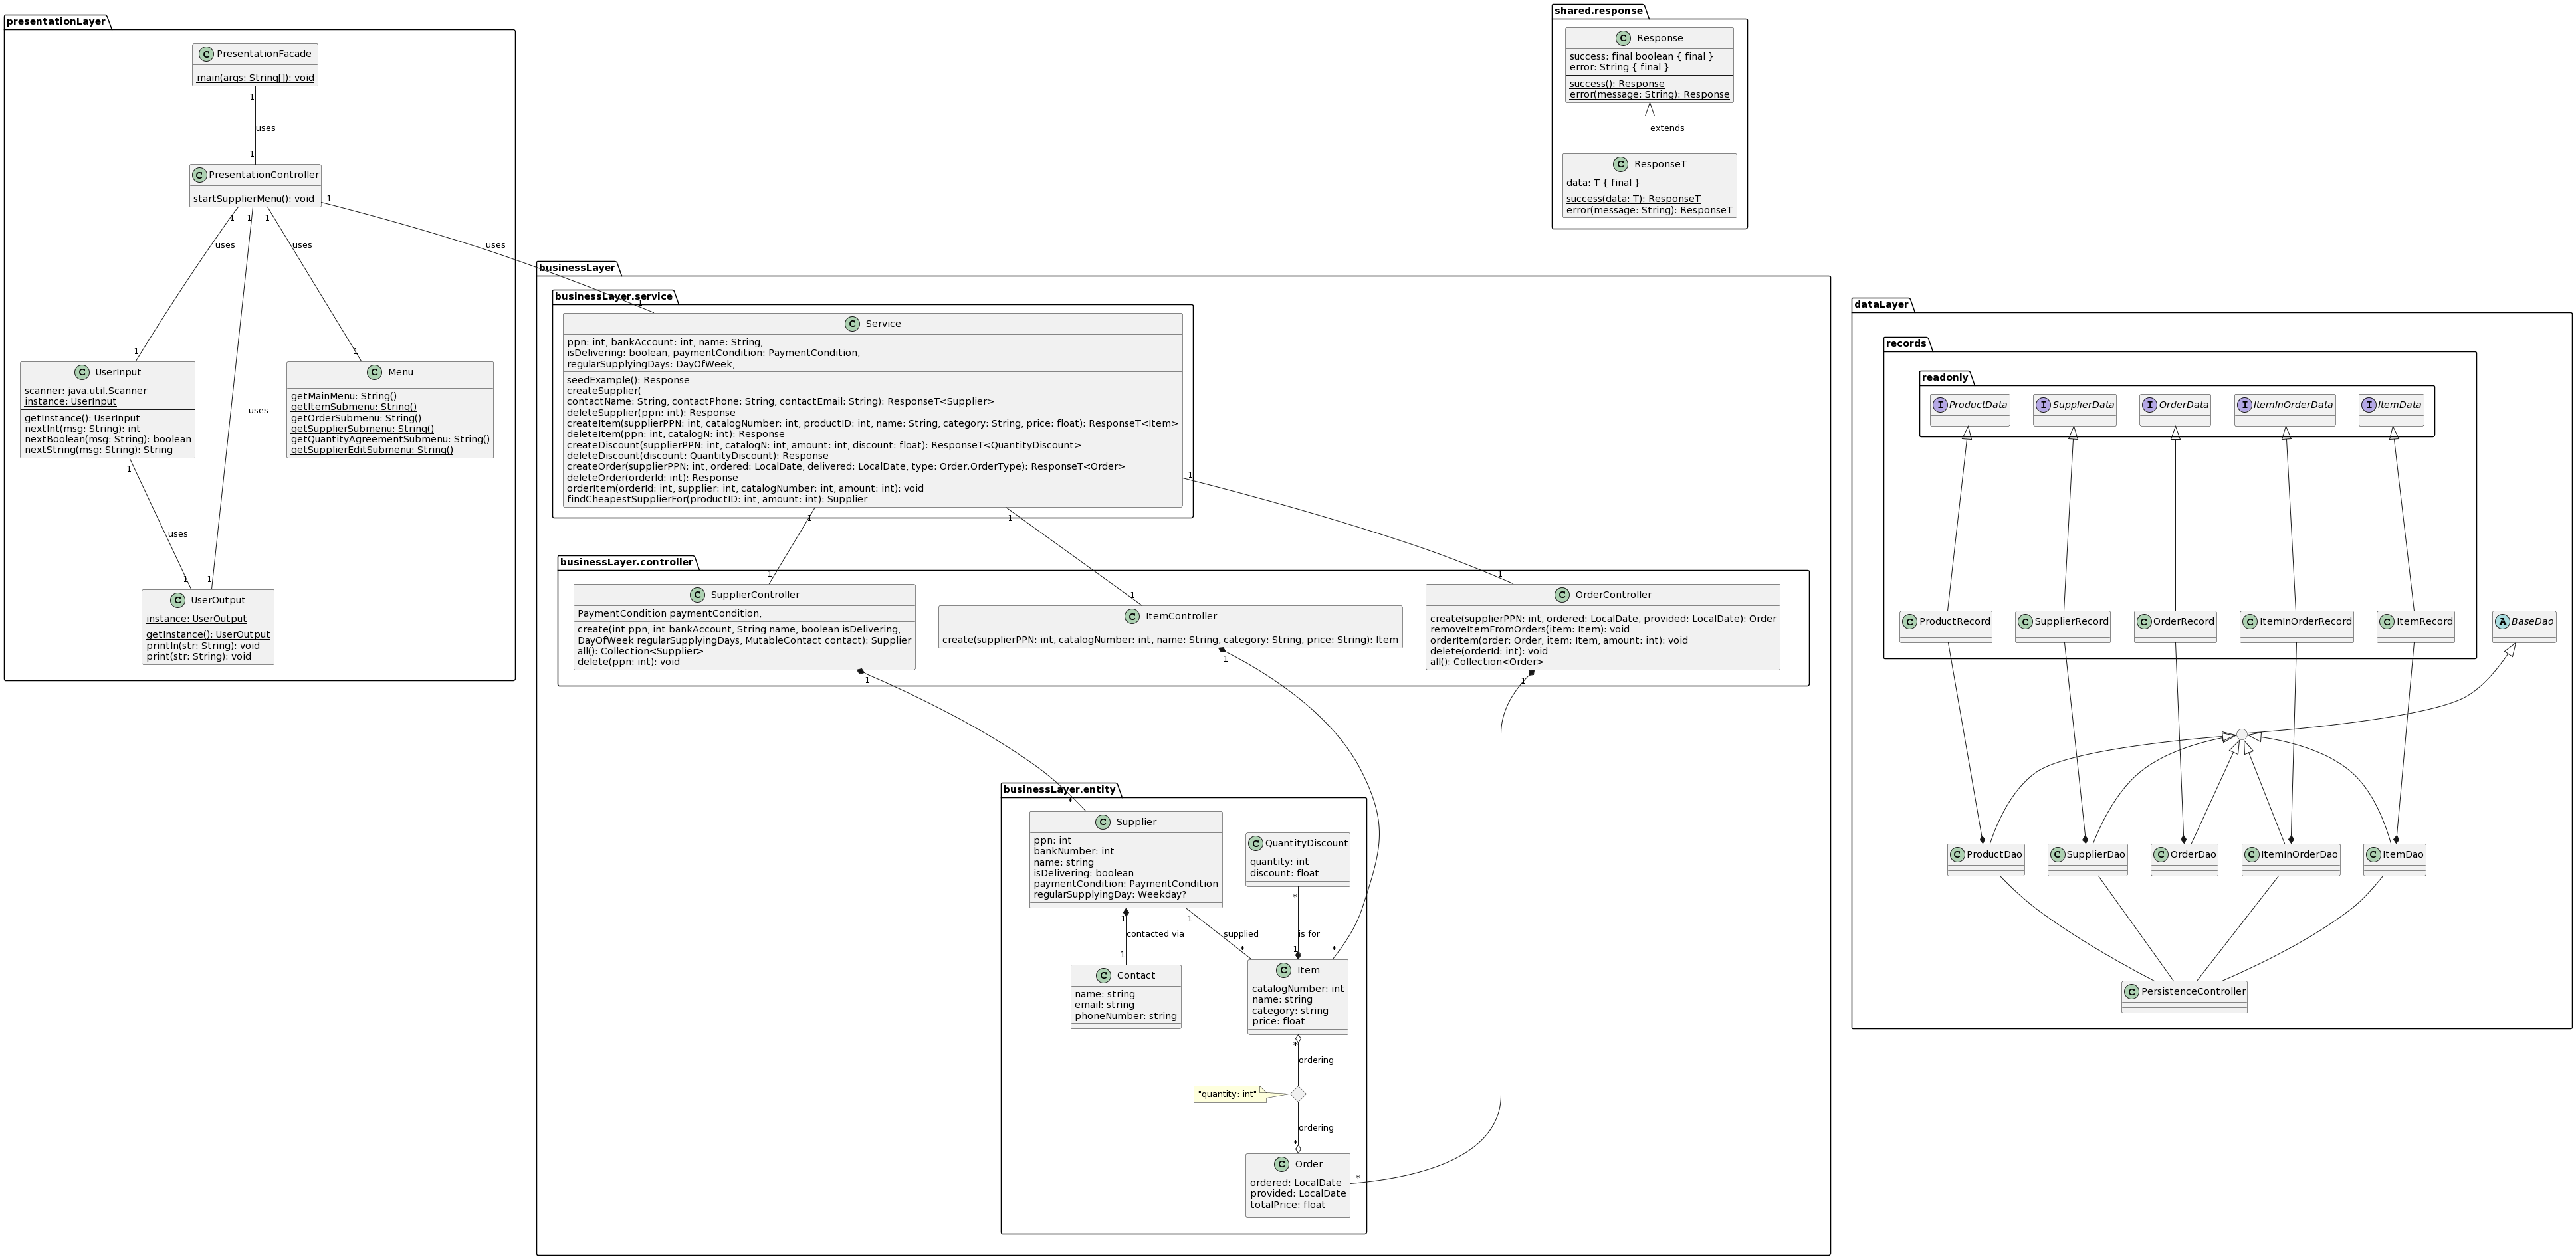 presentationLayer
C PresentationFacade
main(args: String[]): void
1
uses
1
C PresentationController
startSupplierMenu(): void
1
1
1
1
uses
uses
uses
uses
1
1
1
C UserInput
scanner: java.util.Scanner
instance: UserInput
getInstance(): UserInput
nextInt(msg: String): int
nextBoolean(msg: String): boolean
nextString(msg: String): String
C Menu
getMainMenu: String()
getItemSubmenu: String()
getOrderSubmenu: String()
getSupplierSubmenu: String()
getQuantityAgreementSubmenu: String()
getSupplierEditSubmenu: String()
1
uses
1
1
C UserOutput
instance: UserOutput
getInstance(): UserOutput
println(str: String): void
print(str: String): void
shared.response
C Response
success: final boolean { final }
error: String { final }
success(): Response
error(message: String): Response
extends
C ResponseT
data: T { final }
success(data: T): ResponseT
error(message: String): ResponseT
businessLayer
businessLayer.service
C Service
ppn: int, bankAccount: int, name: String,
isDelivering: boolean, paymentCondition: PaymentCondition,
regularSupplyingDays: DayOfWeek,
seedExample(): Response
createSupplier(
contactName: String, contactPhone: String, contactEmail: String): ResponseT<Supplier>
deleteSupplier(ppn: int): Response
createItem(supplierPPN: int, catalogNumber: int, productID: int, name: String, category: String, price: float): ResponseT<Item>
deleteItem(ppn: int, catalogN: int): Response
createDiscount(supplierPPN: int, catalogN: int, amount: int, discount: float): ResponseT<QuantityDiscount>
deleteDiscount(discount: QuantityDiscount): Response
createOrder(supplierPPN: int, ordered: LocalDate, delivered: LocalDate, type: Order.OrderType): ResponseT<Order>
deleteOrder(orderId: int): Response
orderItem(orderId: int, supplier: int, catalogNumber: int, amount: int): void
findCheapestSupplierFor(productID: int, amount: int): Supplier
1
1
1
businessLayer.controller
1
1
1
C SupplierController
PaymentCondition paymentCondition,
create(int ppn, int bankAccount, String name, boolean isDelivering,
DayOfWeek regularSupplyingDays, MutableContact contact): Supplier
all(): Collection<Supplier>
delete(ppn: int): void
C ItemController
create(supplierPPN: int, catalogNumber: int, name: String, category: String, price: String): Item
C OrderController
create(supplierPPN: int, ordered: LocalDate, provided: LocalDate): Order
removeItemFromOrders(item: Item): void
orderItem(order: Order, item: Item, amount: int): void
delete(orderId: int): void
all(): Collection<Order>
1
1
1
businessLayer.entity
*
C Supplier
ppn: int
bankNumber: int
name: string
isDelivering: boolean
paymentCondition: PaymentCondition
regularSupplyingDay: Weekday?
C QuantityDiscount
quantity: int
discount: float
1
1
*
contacted via
supplied
is for
1
*
1
*
C Contact
name: string
email: string
phoneNumber: string
C Item
catalogNumber: int
name: string
category: string
price: float
*
ordering
"quantity: int"
ordering
*
C Order
ordered: LocalDate
provided: LocalDate
totalPrice: float
*
dataLayer
records
readonly
I ProductData
I SupplierData
I OrderData
I ItemInOrderData
I ItemData
C ProductRecord
C SupplierRecord
C OrderRecord
C ItemInOrderRecord
C ItemRecord
A BaseDao
C ProductDao
C SupplierDao
C OrderDao
C ItemInOrderDao
C ItemDao
C PersistenceController